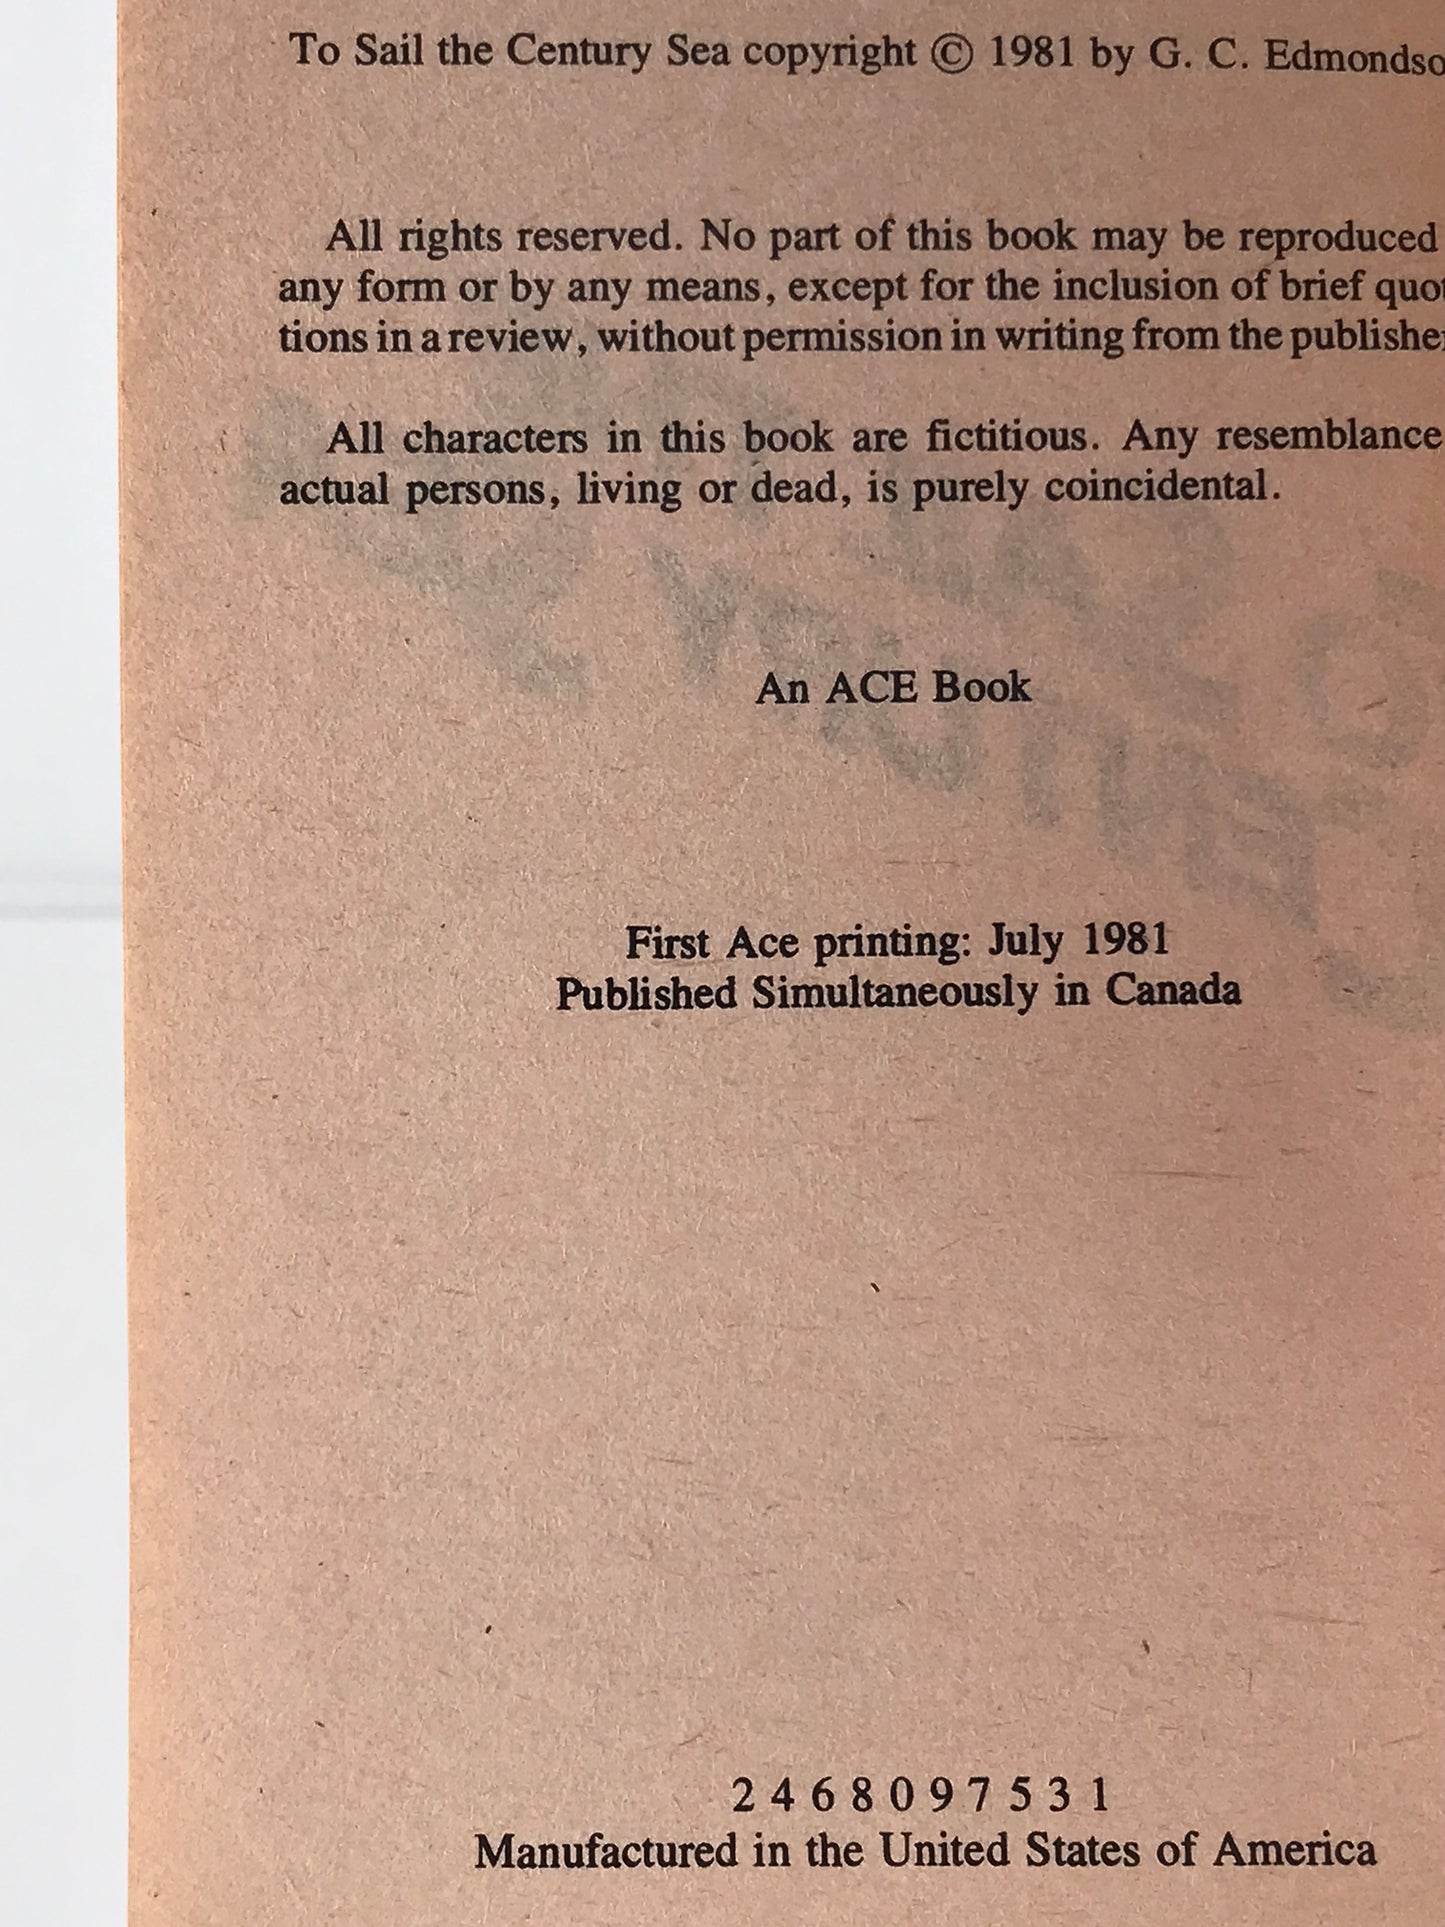 To Sail the Century Sea copyright © 1981 by G. C. Edmondso
All rights reserved. No part of this book may be reproduced
any form or by any means, except for the inclusion of brief quot
tions in a review, without permission in writing from the publisher
All characters in this book are fictitious. Any resemblance
actual persons, living or dead, is purely coincidental.
An ACE Book
First Ace printing: July 1981
Published Simultaneously in Canada
2 4 6 8 0 9 7 5 3 1
Manufactured in the United States of America